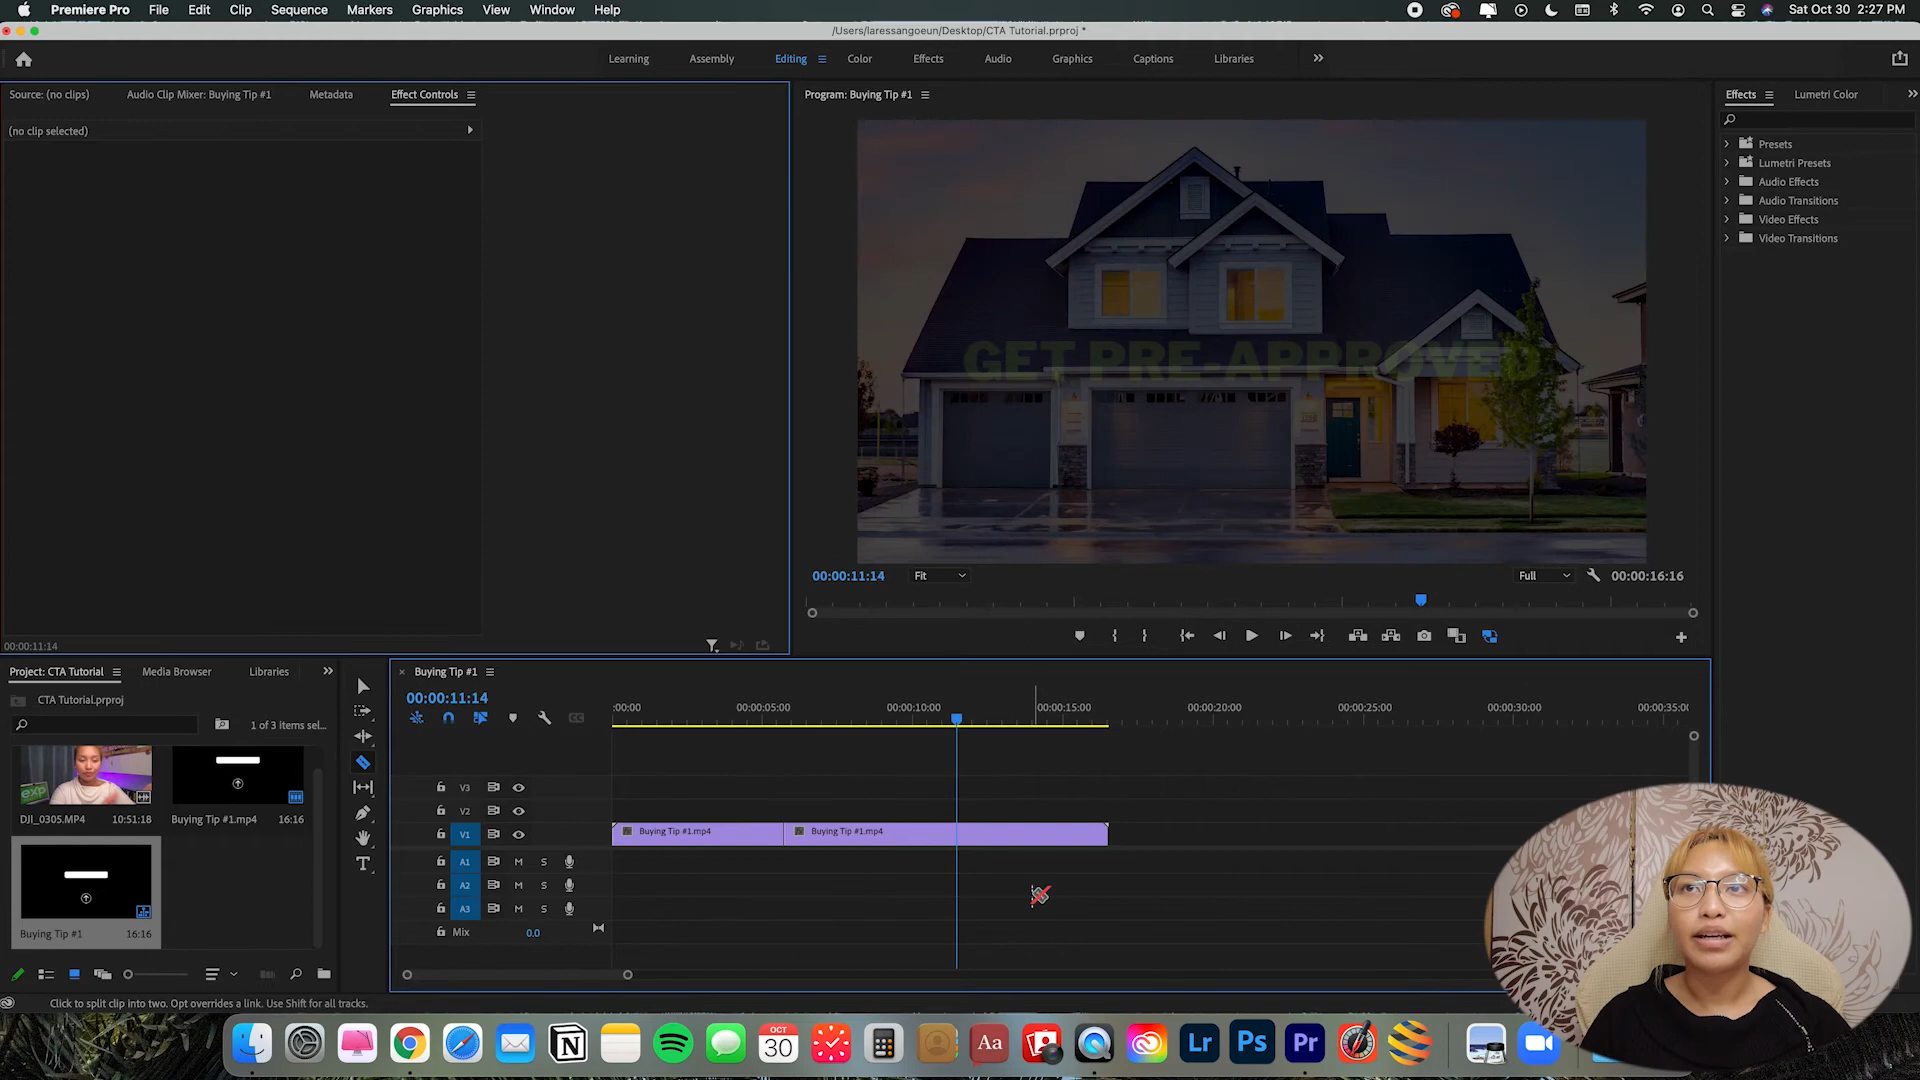 Premiere Pro File Edit Clip Sequence Markers Graphics View Window Help Sat Oct 30 2:27 PM
/Users/laressangoeun/Desktop/CTA Tutorial.prproj *
Learning Assembly Editing Color Effects Audio Graphics Captions Libraries
Source: (no clips) Audio Clip Mixer: Buying Tip #1 Metadata Effect Controls
Program: Buying Tip #1
Effects Lumetri Color
(no clip selected)
Presets
Lumetri Presets
Audio Effects
Audio Transitions
Video Effects
Video Transitions
GET PRE-APPROVED
00:00:11:14 Fit Full 00:00:16:16
00:00:11:14
Project: CTA Tutorial Media Browser Libraries
CTA Tutorial.prproj
1 of 3 items sel...
DJI_0305.MP4 10:51:18
Buying Tip #1.mp4 16:16
Buying Tip #1 16:16
Buying Tip #1
00:00:11:14
:00:00 00:00:05:00 00:00:10:00 00:00:15:00 00:00:20:00 00:00:25:00 00:00:30:00 00:00:35:00
V3
V2
V1 Buying Tip #1.mp4 Buying Tip #1.mp4
A1 M S
A2 M S
A3 M S
Mix 0.0
Click to split clip into two. Opt overrides a link. Use Shift for all tracks.
OCT
30
Aa
Lr
Ps
Pr